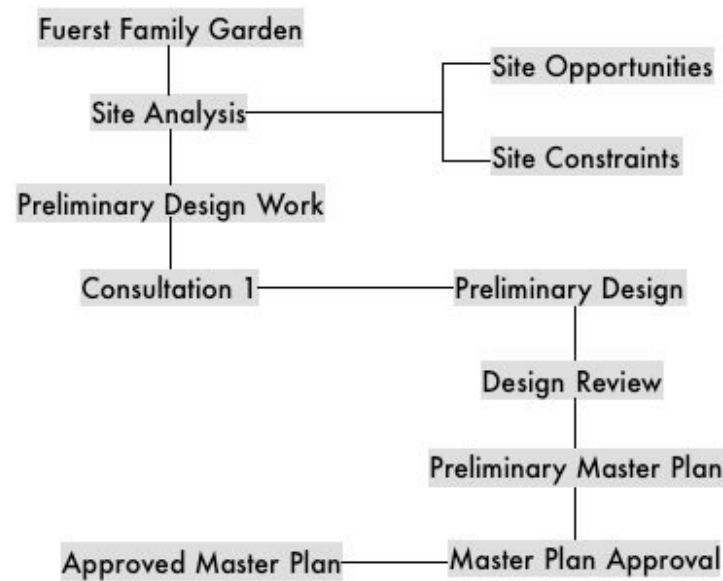 Fuerst Family Garden
Site Opportunities
Site Analysis
Site Constraints
Preliminary Design Work
Consultation 1
Preliminary Design
Design Review
Preliminary Master Plan
Approved Master Plan
Master Plan Approval